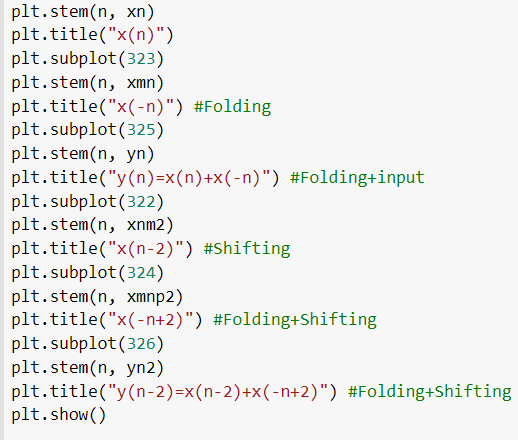 plt.stem(n, xn)
plt.title("x(n)")
plt.subplot(323)
plt.stem(n, xmn)
plt.title("x(-n)") #Folding
plt.subplot(325)
plt.stem(n, yn)
plt.title("y(n)=x(n)+x(-n)") #Folding+input
plt.subplot(322)
plt.stem(n, xnm2)
plt.title("x(n-2)") #Shifting
plt.subplot(324)
plt.stem(n, xmnp2)
plt.title("x(-n+2)") #Folding+Shifting
plt.subplot(326)
plt.stem(n, yn2)
plt.title("y(n-2)=x(n-2)+x(-n+2)") #Folding+Shifting
plt.show()